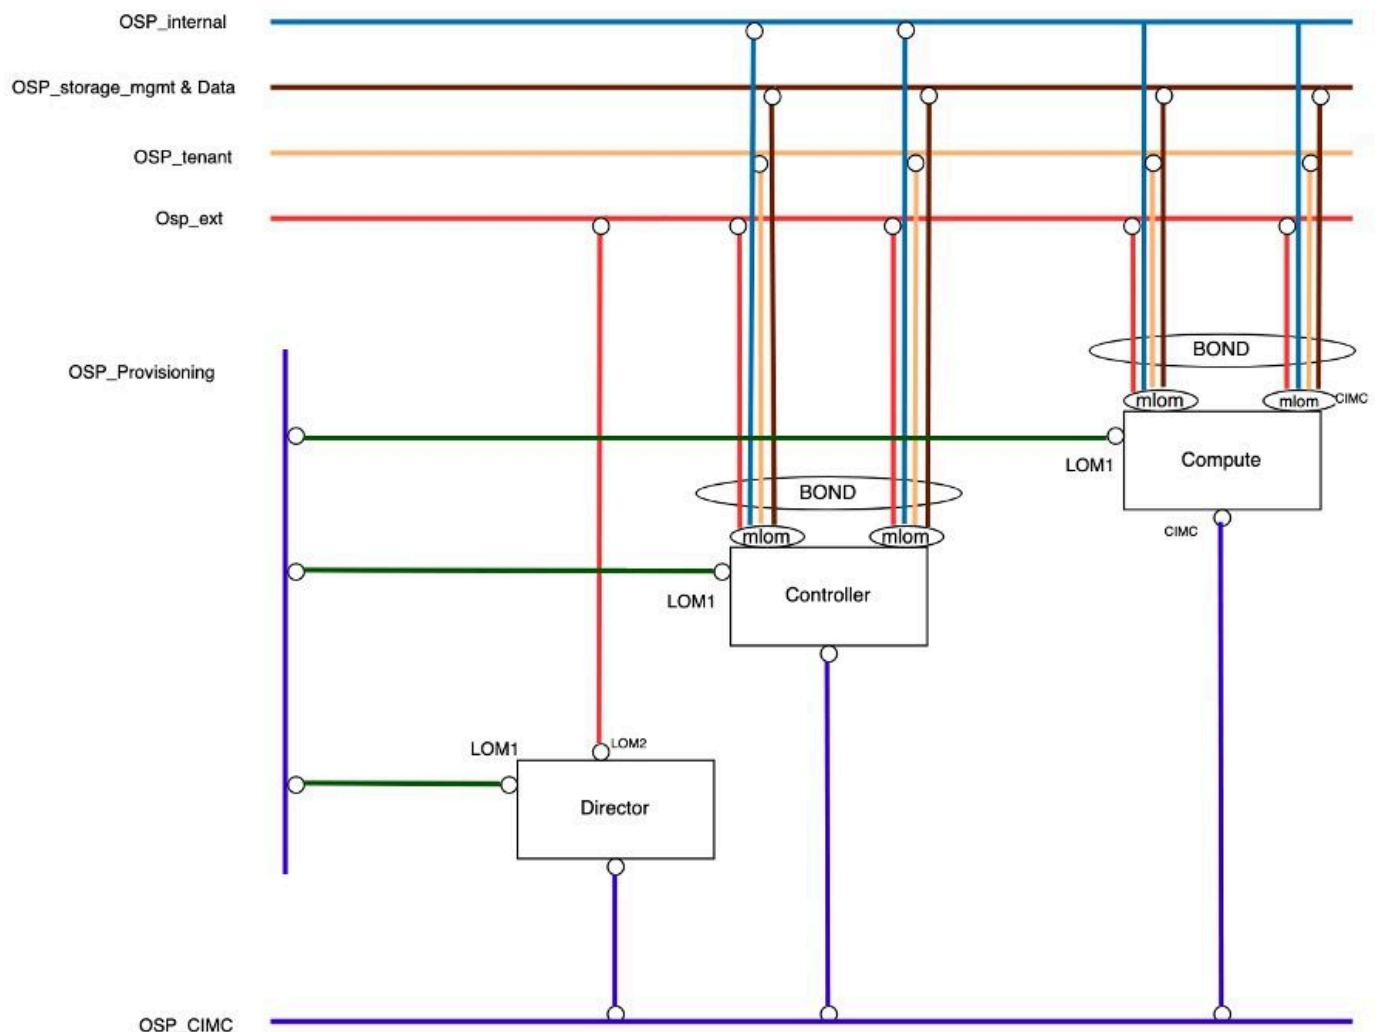 OSP_internal
OSP_storage_mgmt & Data
OSP_tenant
Osp_ext
BOND
OSP_Provisioning
mlom
mlom
CIMC
LOM1
Compute
BOND
CIMC
mlom
mlom
LOM1
Controller
LOM1
LOM2
Director
OSP_CIMC